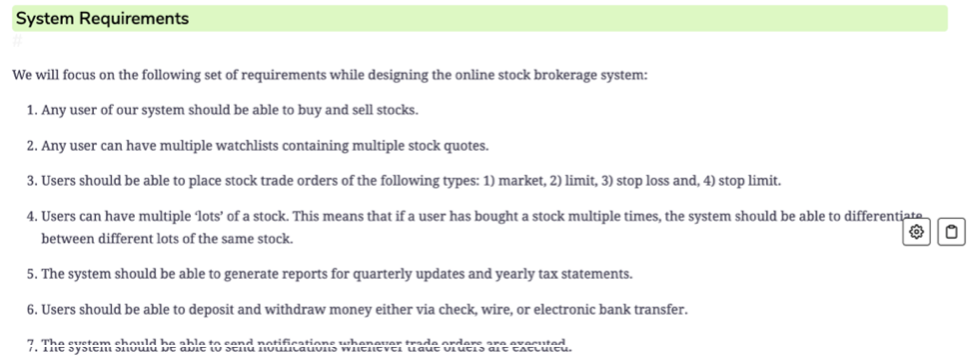 System Requirements
#
We will focus on the following set of requirements while designing the online stock brokerage system:
1. Any user of our system should be able to buy and sell stocks.
2. Any user can have multiple watchlists containing multiple stock quotes.
3. Users should be able to place stock trade orders of the following types: 1) market, 2) limit, 3) stop loss and, 4) stop limit.
4. Users can have multiple ‘lots’ of a stock. This means that if a user has bought a stock multiple times, the system should be able to differentiate
between different lots of the same stock.
5. The system should be able to generate reports for quarterly updates and yearly tax statements.
6. Users should be able to deposit and withdraw money either via check, wire, or electronic bank transfer.
7. The system should be able to send notifications whenever trade orders are executed.